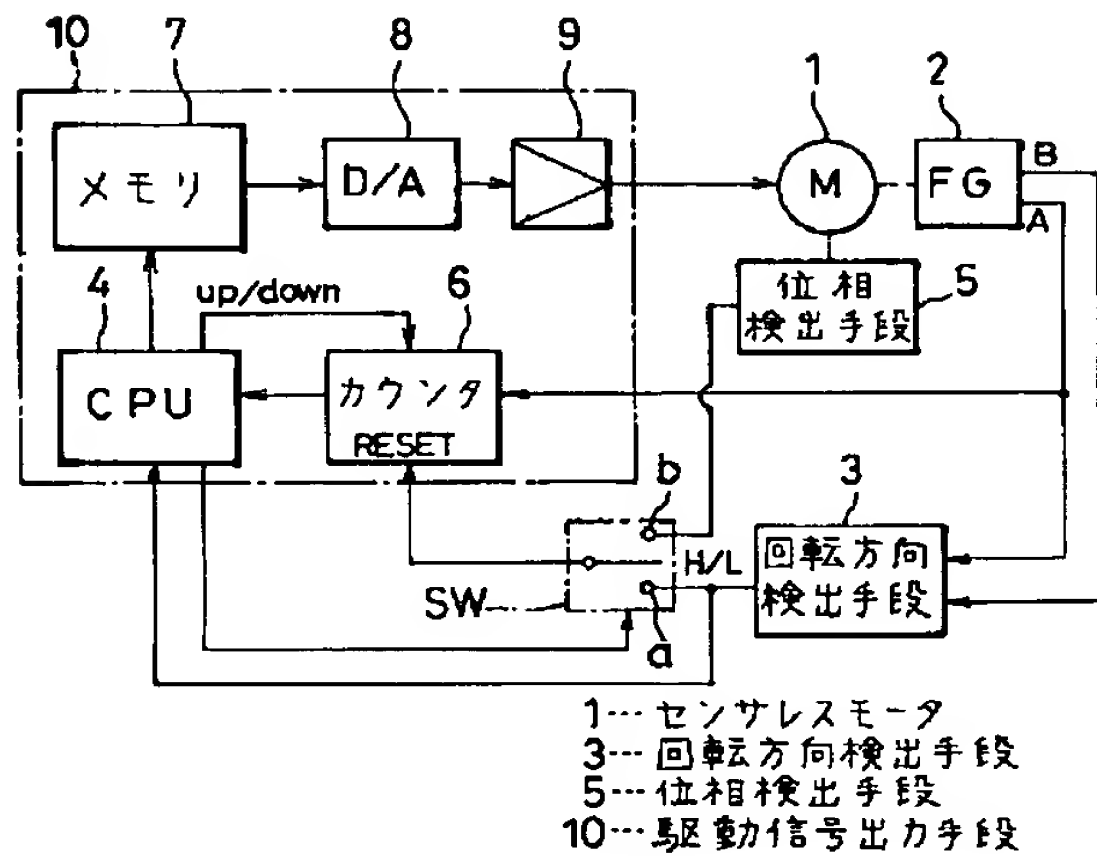 10
7
8
9
1
2
メモリ
D/A
M
FG
B
A
4
up/down
6
位相
検出手段
5
CPU
カウンタ
RESET
b
3
H/L
回転方向
検出手段
SW
a
1…センサレスモータ
3…回転方向検出手段
5…位相検出手段
10…駆動信号出力手段